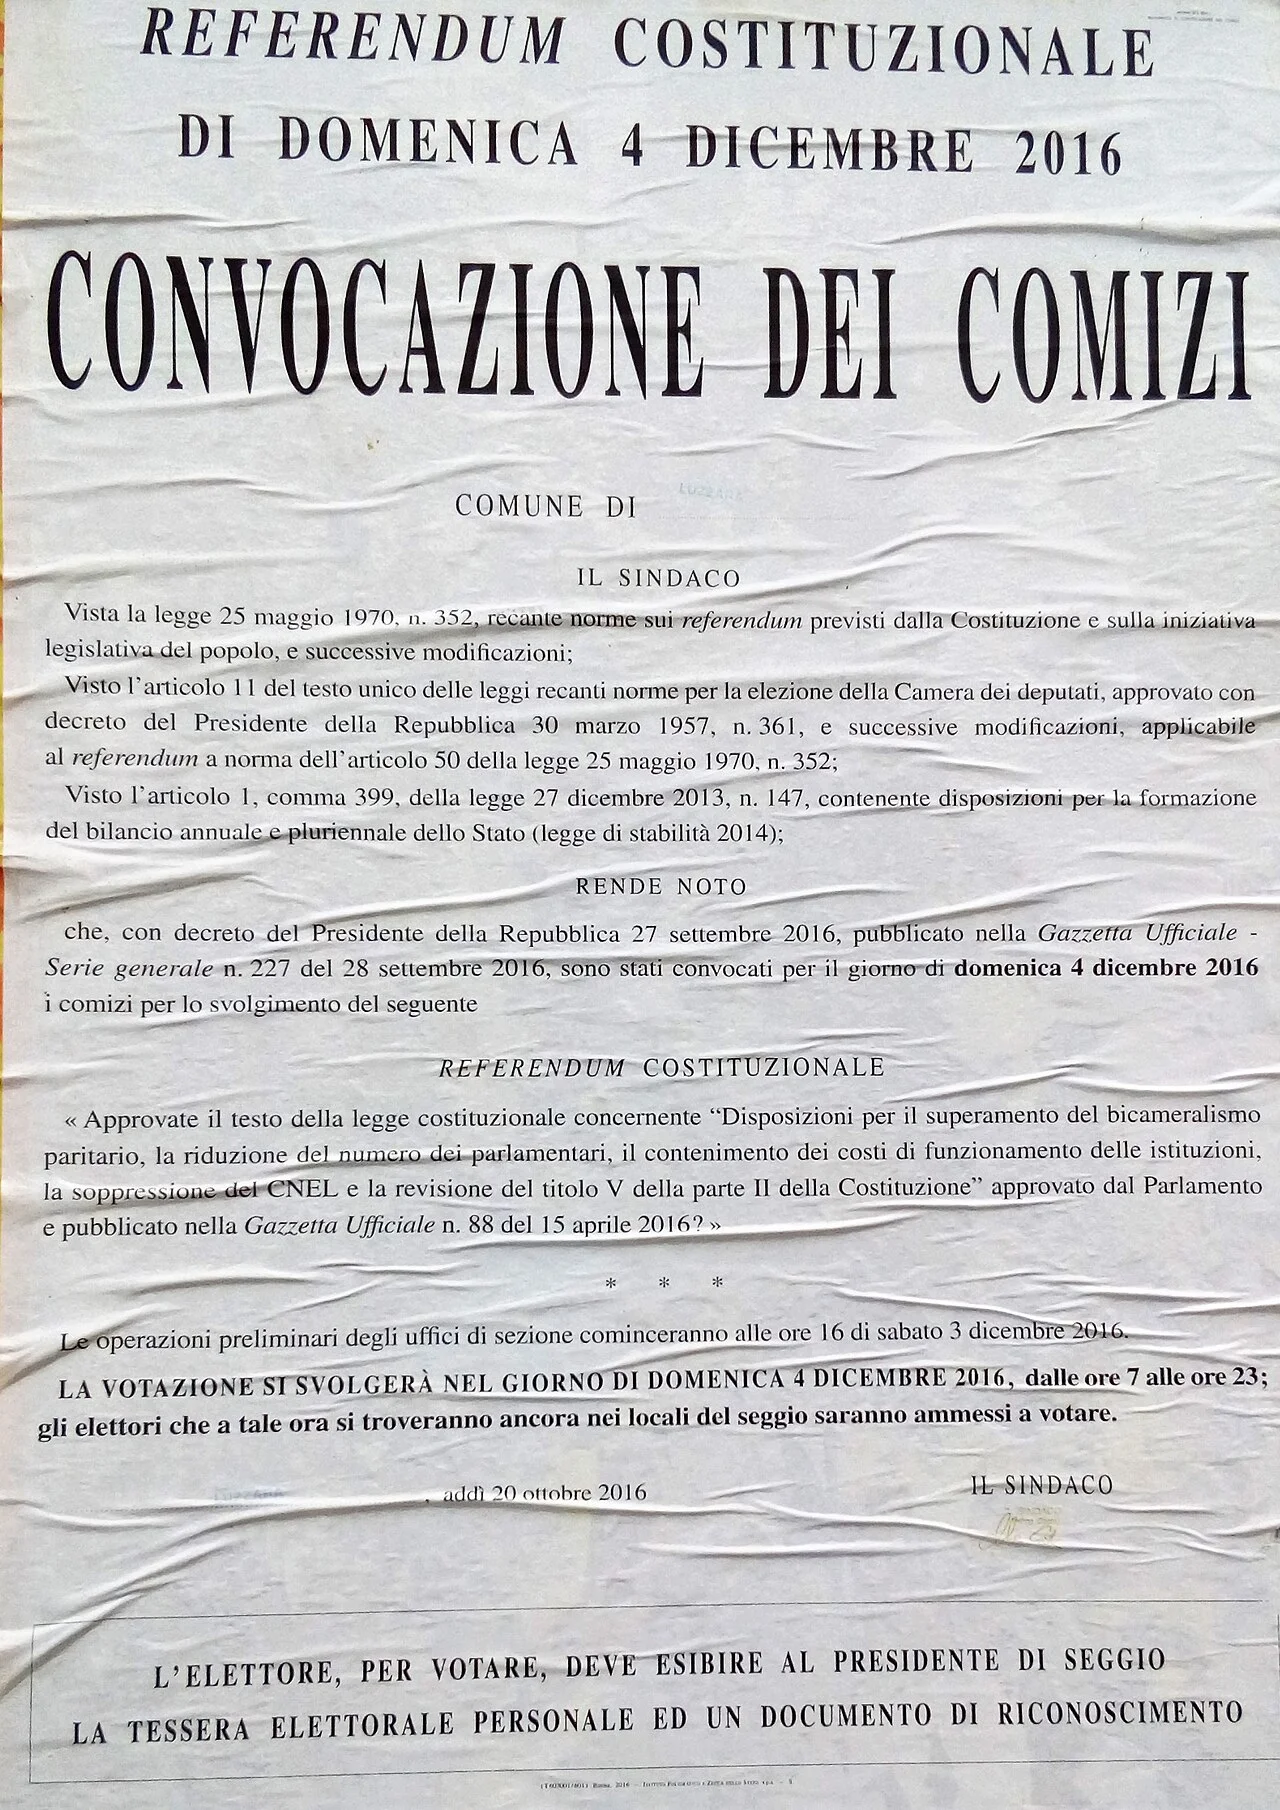 REFERENDUM COSTITUZIONALE
DI DOMENICA 4 DICEMBRE 2016
CONVOCAZIONE DEI COMIZI
COMUNE DI LUZZARA
IL SINDACO
Vista la legge 25 maggio 1970, n. 352, recante norme sui referendum previsti dalla Costituzione e sulla iniziativa
legislativa del popolo, e successive modificazioni;
Visto l'articolo 11 del testo unico delle leggi recanti norme per la elezione della Camera dei deputati, approvato con
decreto del Presidente della Repubblica 30 marzo 1957, n. 361, e successive modificazioni, applicabile
al referendum a norma dell'articolo 50 della legge 25 maggio 1970, n. 352;
Visto l'articolo 1, comma 399, della legge 27 dicembre 2013, n. 147, contenente disposizioni per la formazione
del bilancio annuale e pluriennale dello Stato (legge di stabilità 2014);
RENDE NOTO
che, con decreto del Presidente della Repubblica 27 settembre 2016, pubblicato nella Gazzetta Ufficiale -
Serie generale n. 227 del 28 settembre 2016, sono stati convocati per il giorno di domenica 4 dicembre 2016
i comizi per lo svolgimento del seguente
REFERENDUM COSTITUZIONALE
« Approvate il testo della legge costituzionale concernente “Disposizioni per il superamento del bicameralismo
paritario, la riduzione del numero dei parlamentari, il contenimento dei costi di funzionamento delle istituzioni,
la soppressione del CNEL e la revisione del titolo V della parte II della Costituzione” approvato dal Parlamento
e pubblicato nella Gazzetta Ufficiale n. 88 del 15 aprile 2016? »
* * *
Le operazioni preliminari degli uffici di sezione cominceranno alle ore 16 di sabato 3 dicembre 2016.
LA VOTAZIONE SI SVOLGERÀ NEL GIORNO DI DOMENICA 4 DICEMBRE 2016, dalle ore 7 alle ore 23;
gli elettori che a tale ora si troveranno ancora nei locali del seggio saranno ammessi a votare.
LUZZARA, addì 20 ottobre 2016
IL SINDACO
L'ELETTORE, PER VOTARE, DEVE ESIBIRE AL PRESIDENTE DI SEGGIO
LA TESSERA ELETTORALE PERSONALE ED UN DOCUMENTO DI RICONOSCIMENTO
Roma, 2016 - Istituto Poligrafico e Zecca dello Stato S.p.A. - S